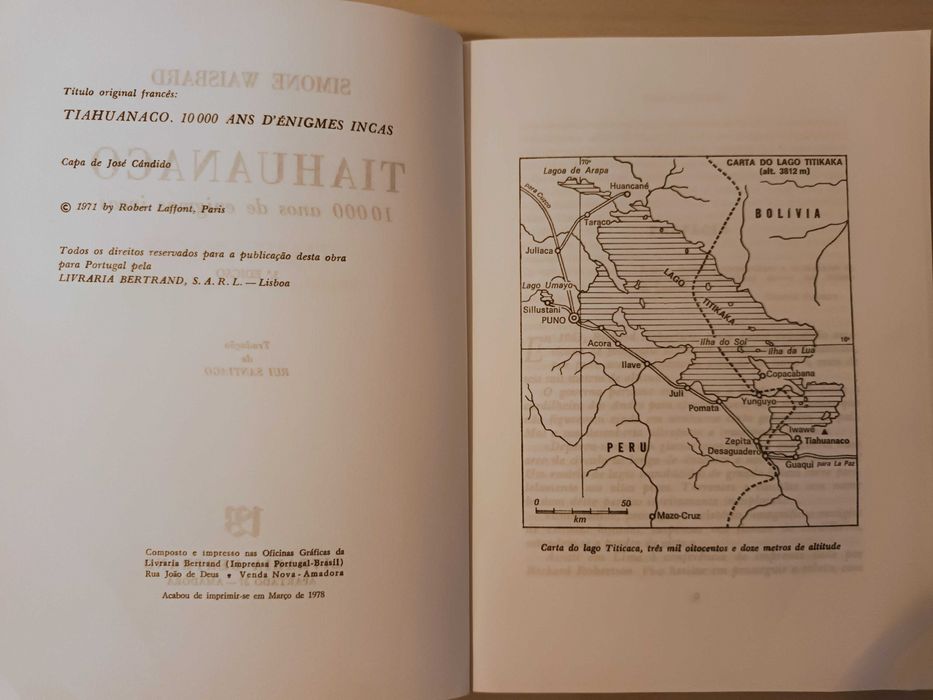 Título original francês:
TIAHUANACO. 10 000 ANS D'ÉNIGMES INCAS
Capa de José Cândido
© 1971 by Robert Laffont, Paris
Todos os direitos reservados para a publicação desta obra
para Portugal pela
LIVRARIA BERTRAND, S. A. R. L. — Lisboa
Composto e impresso nas Oficinas Gráficas da
Livraria Bertrand (Imprensa Portugal-Brasil)
Rua João de Deus • Venda Nova - Amadora
Acabou de imprimir-se em Março de 1978
70º
CARTA DO LAGO TITIKAKA
(alt. 3812 m)
Lagoa de Arapa
Huancané
para Cuzco
Taraco
BOLÍVIA
Juliaca
LAGO TITIKAKA
Lago Umayo
Sillustani
PUNO
16º
Acora
Ilha do Sol
Ilha da Lua
Ilave
Copacabana
Juli
Yunguyo
Pomata
Iwawe
Zepita
Tiahuanaco
PERU
Desaguadero
Guaqui
para La Paz
0 50
km
Mazo-Cruz
Carta do lago Titicaca, três mil oitocentos e doze metros de altitude